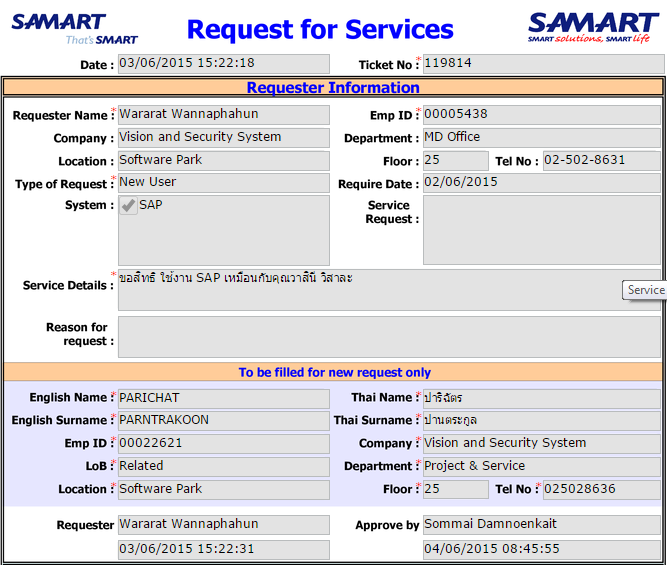 SAMART
That's SMART
Request for Services
SAMART
SMART solutions, SMART life
Date : 03/06/2015 15:22:18 Ticket No :* 119814
Requester Information
Requester Name :* Wararat Wannaphahun Emp ID :* 00005438
Company : Vision and Security System Department : MD Office
Location : Software Park Floor : 25 Tel No : 02-502-8631
Type of Request :* New User Require Date : 02/06/2015
System : SAP Service Request :
Service Details :* ขอสิทธิ ใช้งาน SAP เหมือนกับคุณวาสินี วิสาละ
Service
Reason for request :
To be filled for new request only
English Name :* PARICHAT Thai Name :* ปาริฉัตร
English Surname :* PARNTRAKOON Thai Surname :* ปานตระกูล
Emp ID :* 00022621 Company :* Vision and Security System
LoB :* Related Department :* Project & Service
Location :* Software Park Floor :* 25 Tel No :* 025028636
Requester Wararat Wannaphahun Approve by Sommai Damnoenkait
03/06/2015 15:22:31 04/06/2015 08:45:55